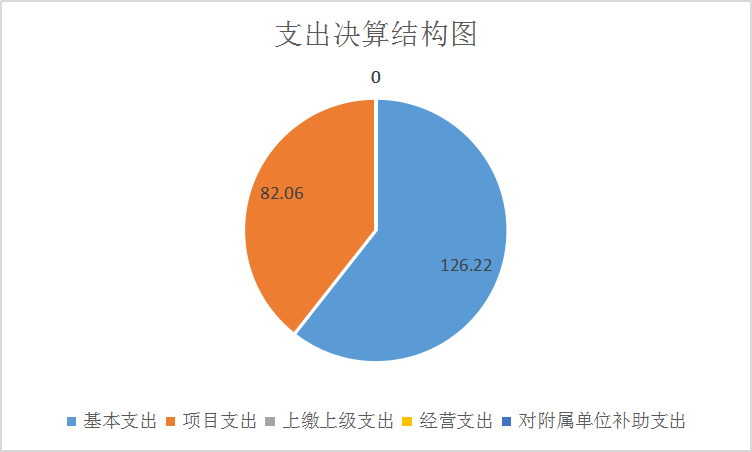 支出决算结构图
0
82.06
126.22
基本支出 项目支出 上缴上级支出 经营支出 对附属单位补助支出